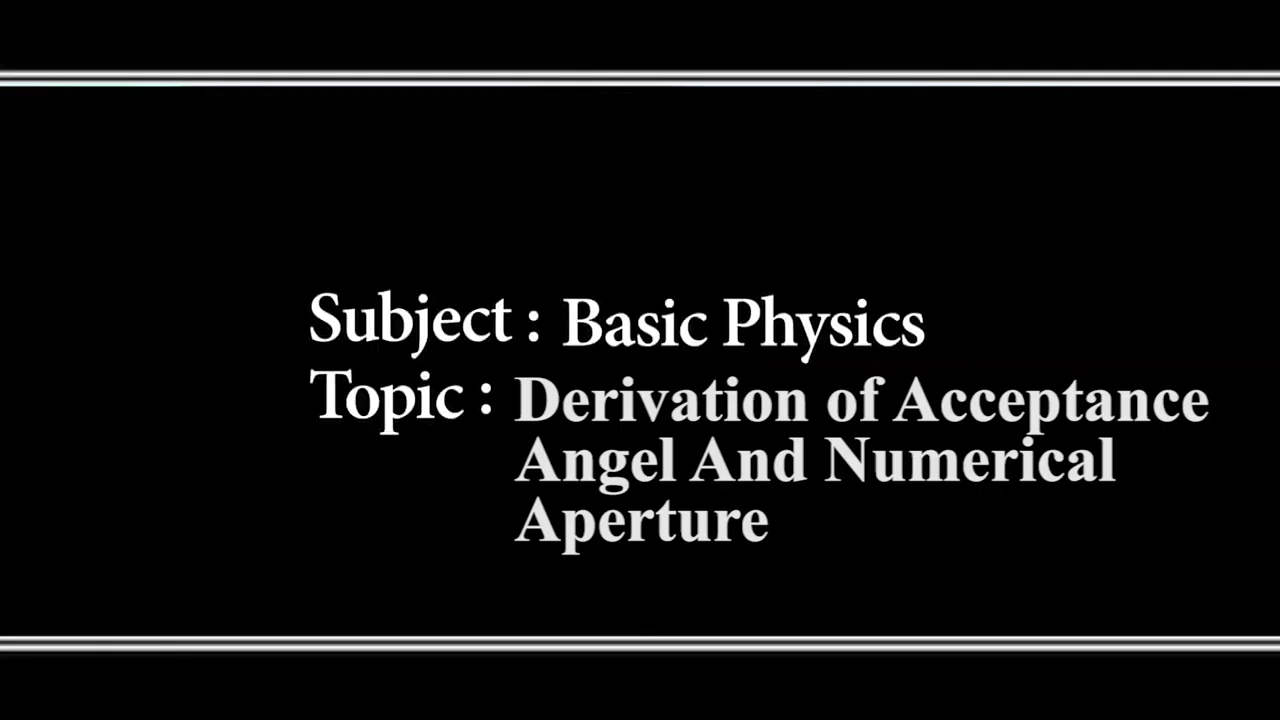 Subject : Basic Physics
Topic : Derivation of Acceptance
Angel And Numerical
Aperture